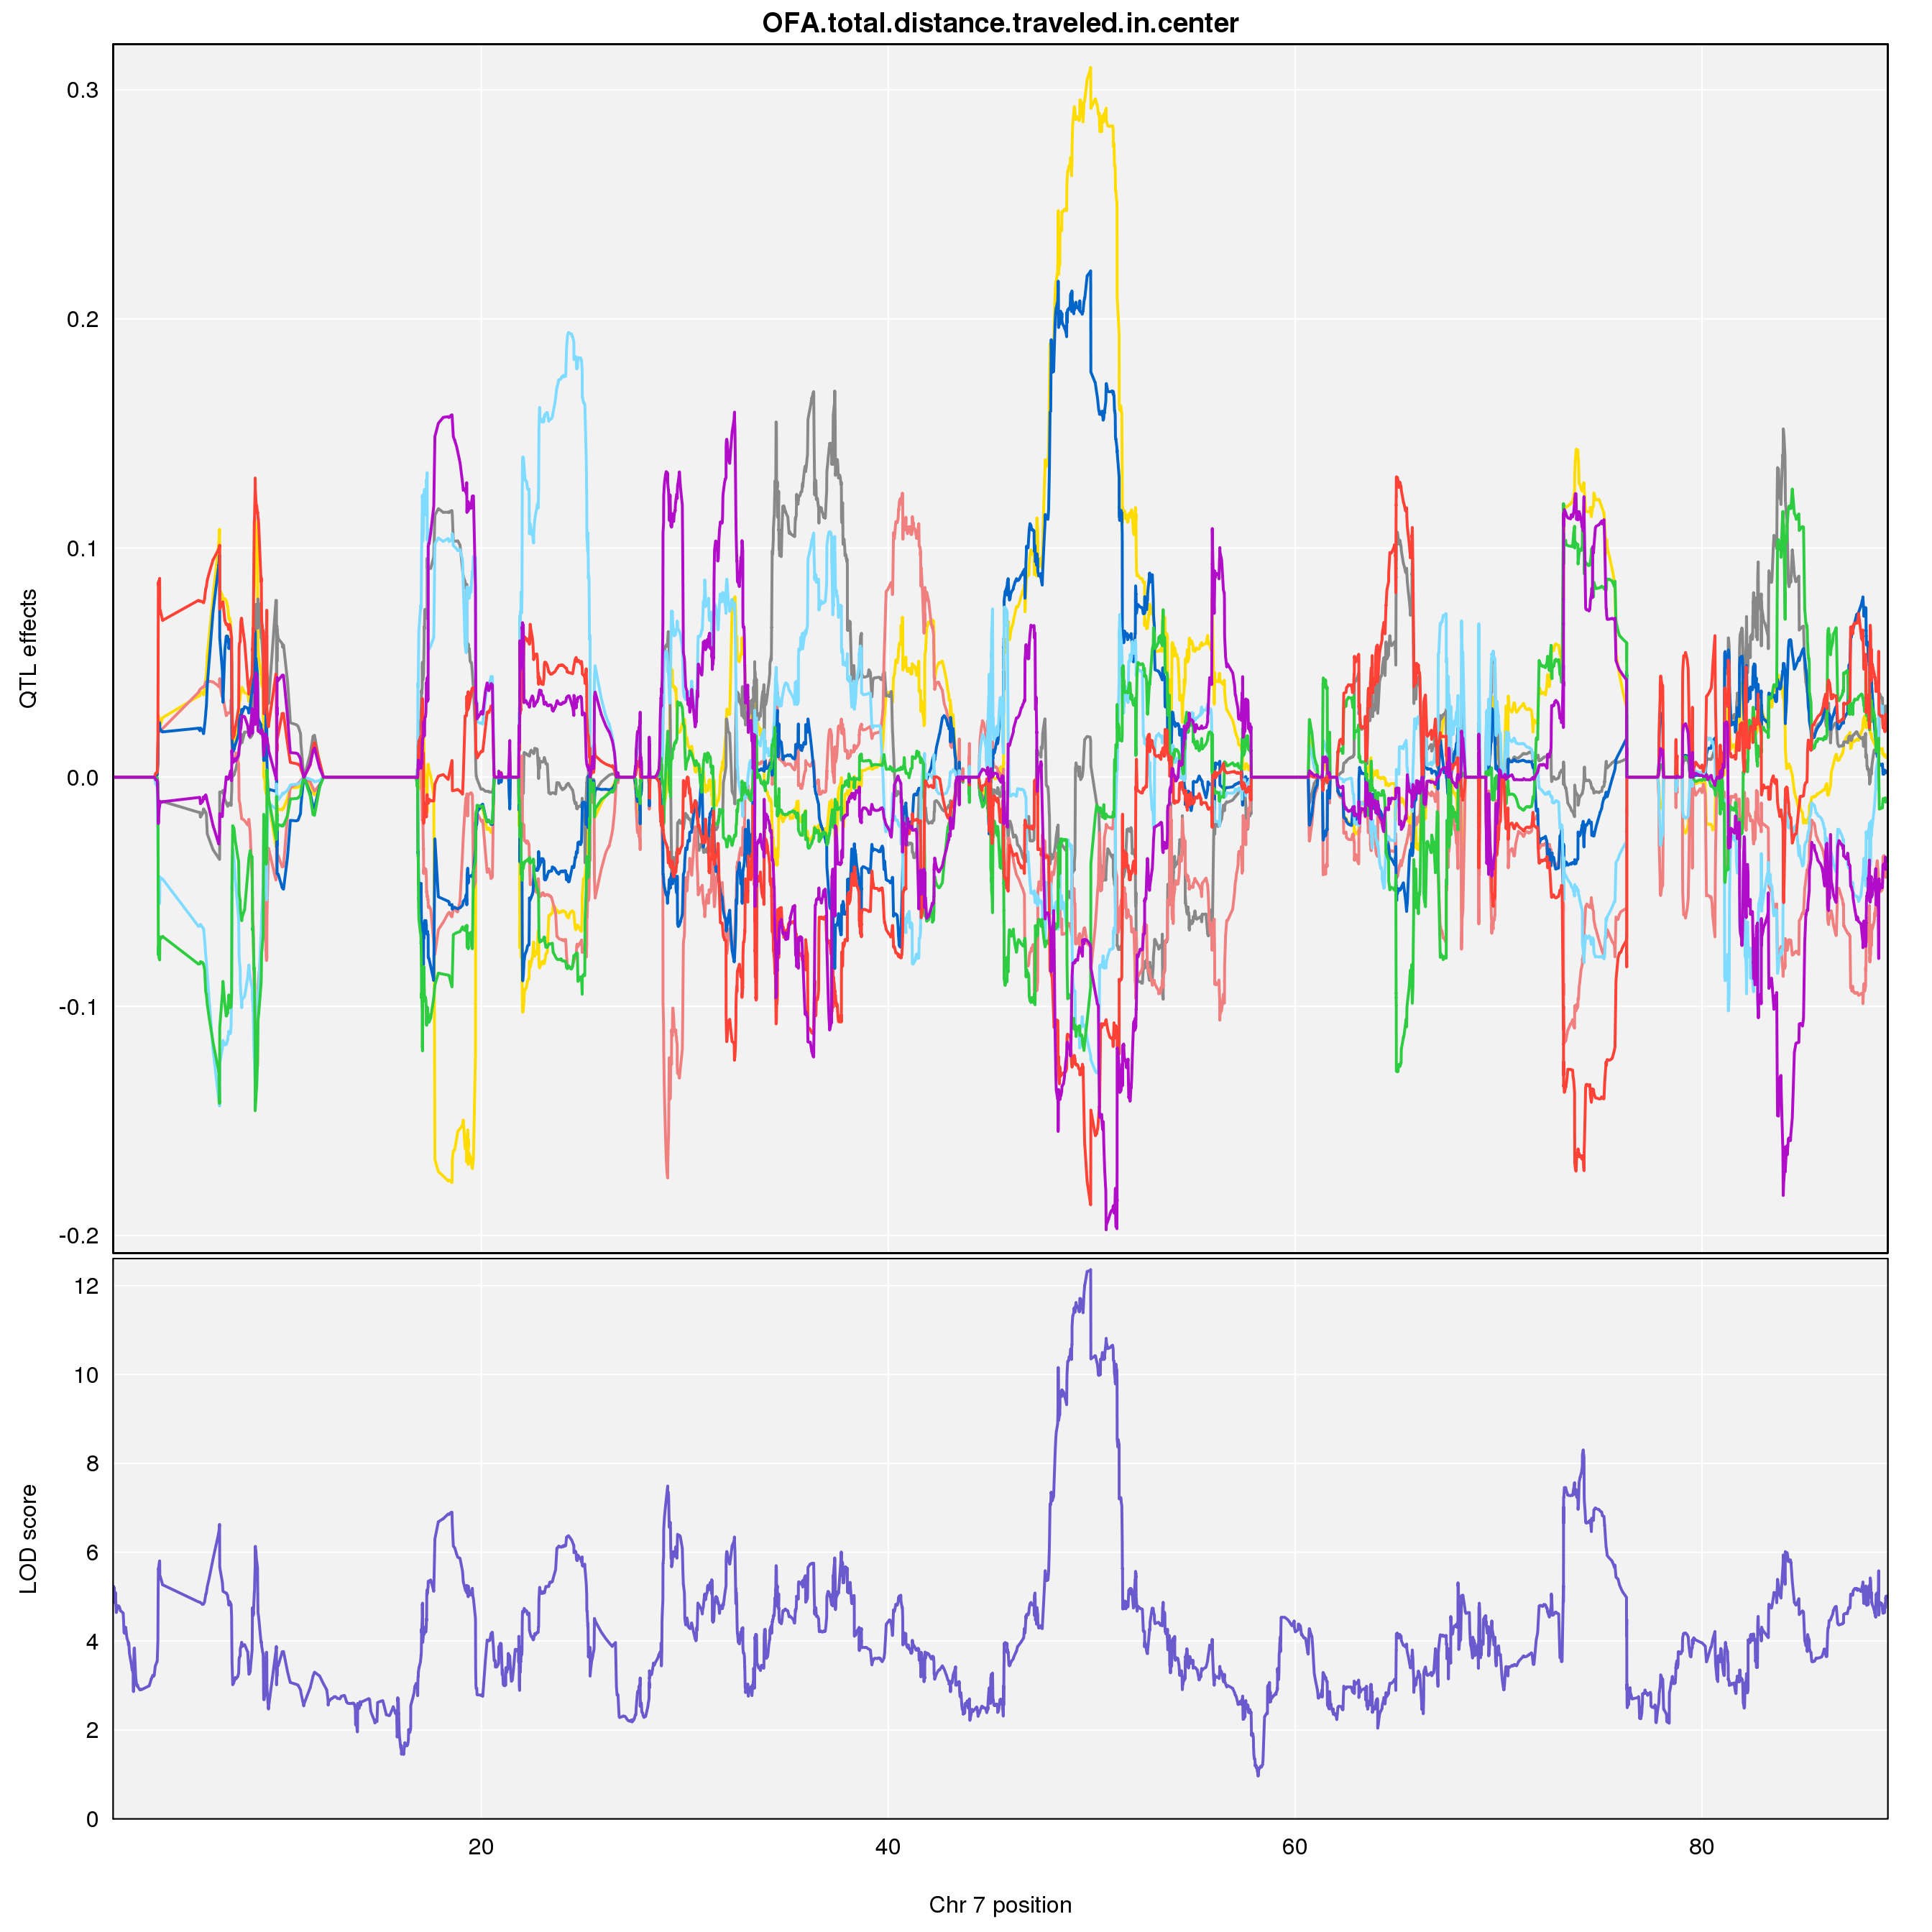 OFA.total.distance.traveled.in.center
0.3
0.2
0.1
0.0
-0.1
-0.2
QTL effects
12
10
8
6
4
2
0
LOD score
20 40 60 80
Chr 7 position